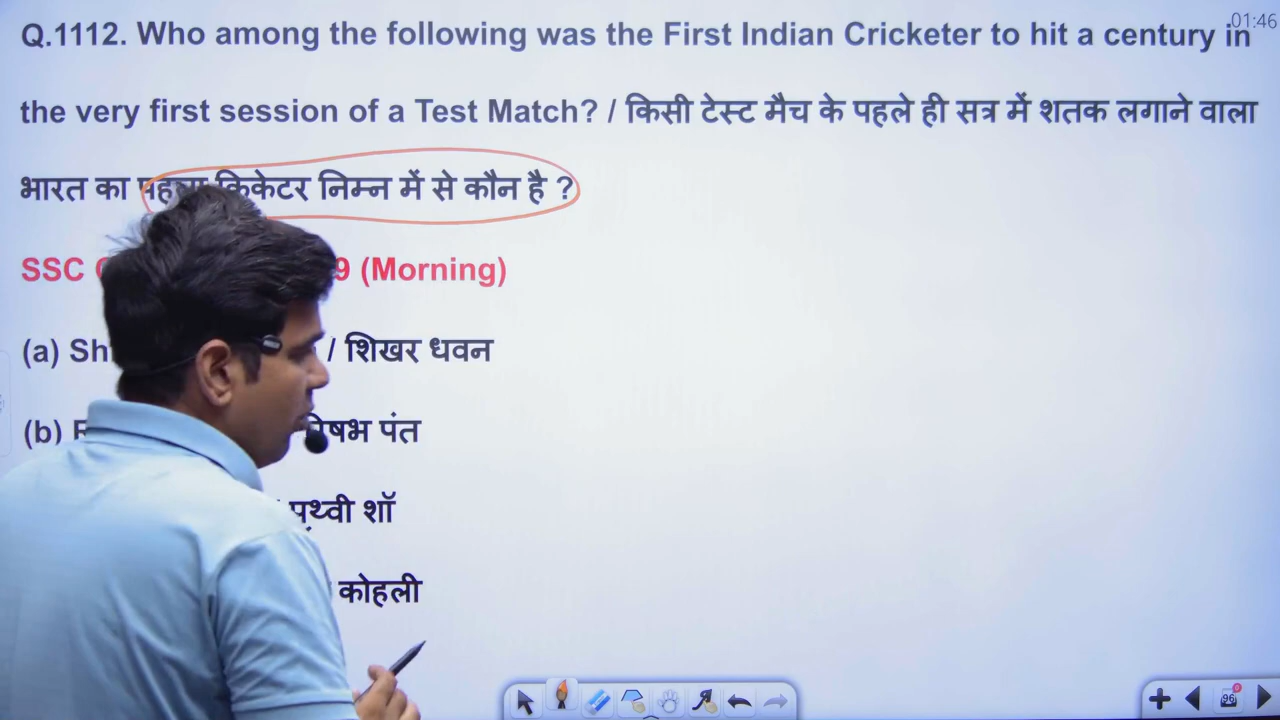 01:46
Q.1112. Who among the following was the First Indian Cricketer to hit a century in
the very first session of a Test Match? / किसी टेस्ट मैच के पहले ही सत्र में शतक लगाने वाला
भारत का क्रिकेटर निम्न में से कौन है ?
SSC 9 (Morning)
(a) Sh / शिखर धवन
(b) पंत
पृथ्वी शॉ
कोहली
96